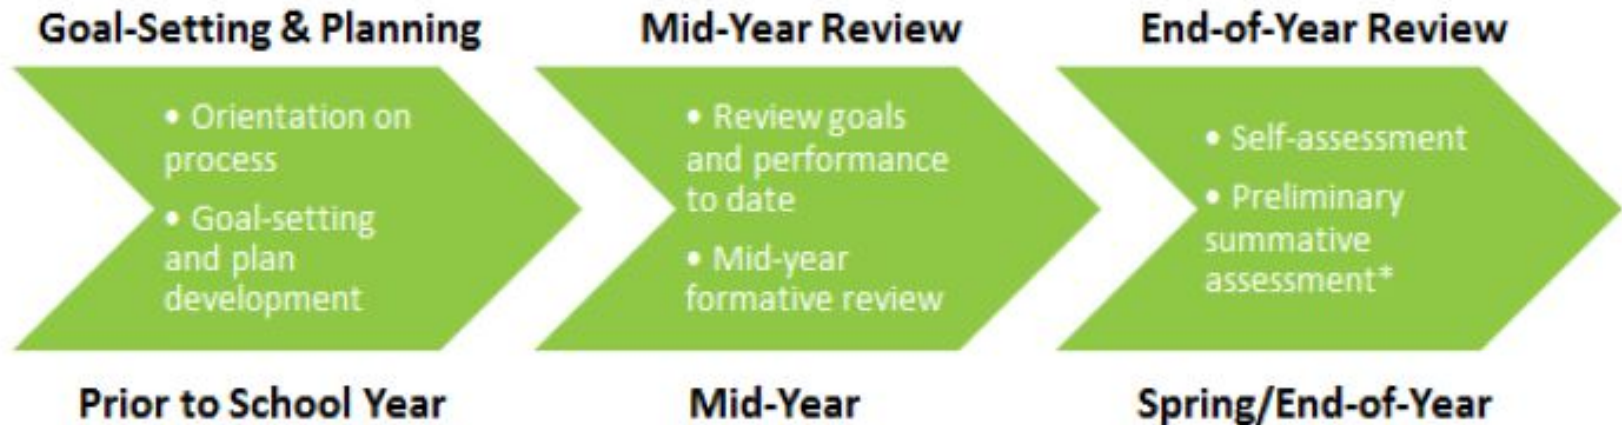 Goal-Setting & Planning
• Orientation on
process
• Goal-setting
and plan
development
Prior to School Year
Mid-Year Review
• Review goals
and performance
to date
• Mid-year
formative review
Mid-Year
End-of-Year Review
• Self-assessment
• Preliminary
summative
assessment*
Spring/End-of-Year